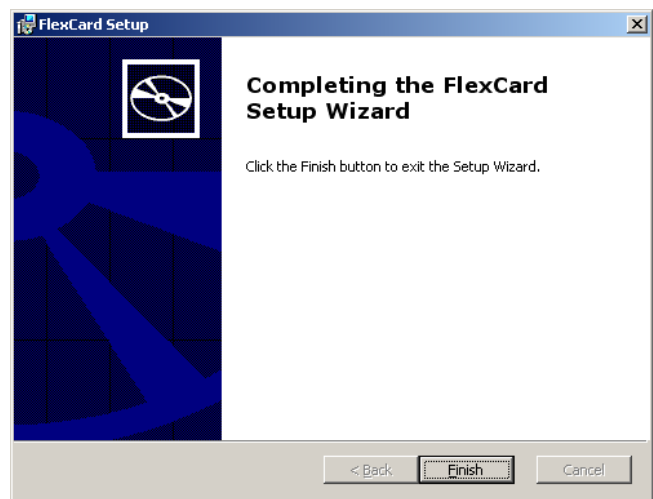 FlexCard Setup
Completing the FlexCard
Setup Wizard
Click the Finish button to exit the Setup Wizard.
< Back
Finish
Cancel